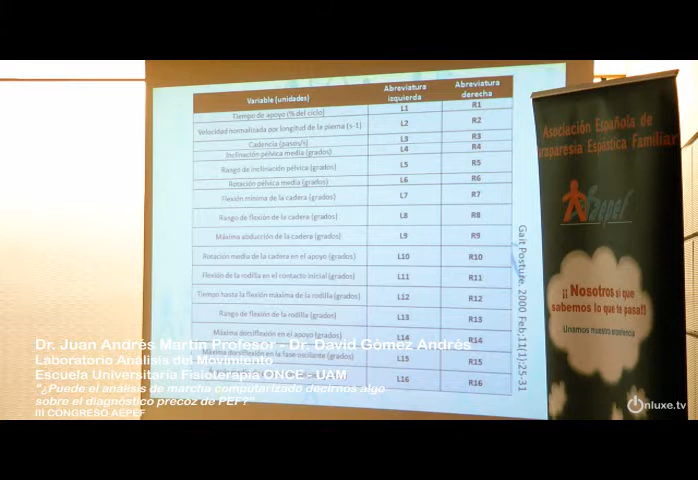 Variable (unidades) Abreviatura izquierda Abreviatura derecha
Tiempo de apoyo (% del ciclo) L1 R1
Velocidad normalizada por longitud de la pierna (s-1) L2 R2
Cadencia (pasos/s) L3 R3
Inclinación pélvica media (grados) L4 R4
Rango de inclinación pélvica (grados) L5 R5
Rotación pélvica media (grados) L6 R6
Flexión mínima de la cadera (grados) L7 R7
Rango de flexión de la cadera (grados) L8 R8
Máxima abducción de la cadera (grados) L9 R9
Rotación media de la cadera en el apoyo (grados) L10 R10
Flexión de la rodilla en el contacto inicial (grados) L11 R11
Tiempo hasta la flexión máxima de la rodilla (grados) L12 R12
Rango de flexión de la rodilla (grados) L13 R13
Máxima dorsiflexión en el apoyo (grados) L14 R14
Máxima dorsiflexión en la fase oscilante (grados) L15 R15
L16 R16
Gait Posture. 2000 Feb;11(1):25-31
Asociación Española de
Paraparesia Espástica Familiar
aepef
¡¡ Nosotros si que
sabemos lo que te pasa!!
Unamos nuestra experiencia
Dr. Juan Andrés Martín Profesor - Dr. David Gómez Andrés
Laboratorio Análisis del Movimiento
Escuela Universitaria Fisioterapia ONCE - UAM
"¿Puede el análisis de marcha computarizado decirnos algo
sobre el diagnóstico precoz de PEF?"
III CONGRESO AEPEF
onluxe.tv